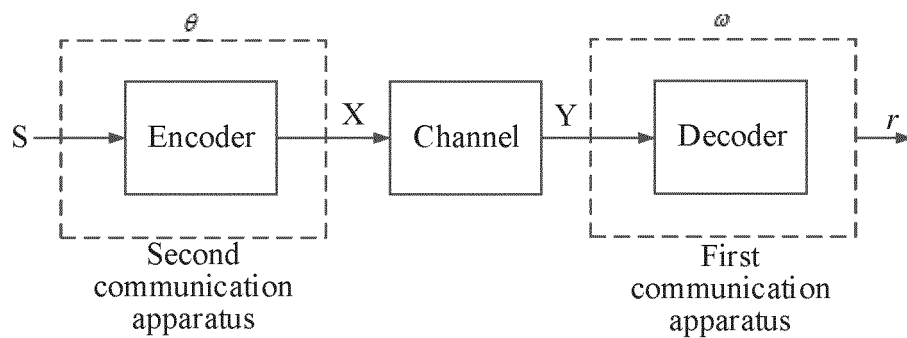 θ
ω
S
Encoder
X
Channel
Y
Decoder
r
Second
communication
apparatus
First
communication
apparatus